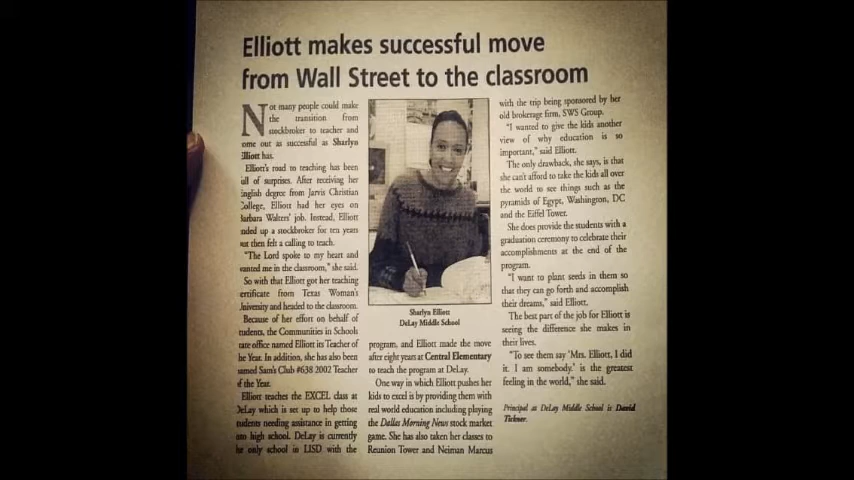 Elliott makes successful move
from Wall Street to the classroom
Not many people could make
the transition from
stockbroker to teacher and
ome out as successful as Sharlyn
Elliott has.
Elliott's road to teaching has been
ull of surprises. After receiving her
English degree from Jarvis Christian
College, Elliott had her eyes on
Barbara Walters' job. Instead, Elliott
nded up a stockbroker for ten years
but then felt a calling to teach.
"The Lord spoke to my heart and
wanted me in the classroom," she said.
So with that Elliott got her teaching
ertificate from Texas Woman's
University and headed to the classroom.
Because of her effort on behalf of
tudents, the Communities in Schools
tate office named Elliott its Teacher of
he Year. In addition, she has also been
named Sam's Club #638 2002 Teacher
of the Year.
Elliott teaches the EXCEL class at
DeLay which is set up to help those
tudents needing assistance in getting
into high school. DeLay is currently
he only school in LISD with the
Sharlyn Elliott
DeLay Middle School
program, and Elliott made the move
after eight years at Central Elementary
to teach the program at DeLay.
One way in which Elliott pushes her
kids to excel is by providing them with
real world education including playing
the Dallas Morning News stock market
game. She has also taken her classes to
Reunion Tower and Neiman Marcus
with the trip being sponsored by her
old brokerage firm, SWS Group.
"I wanted to give the kids another
view of why education is so
important," said Elliott.
The only drawback, she says, is that
she can't afford to take the kids all over
the world to see things such as the
pyramids of Egypt, Washington, DC
and the Eiffel Tower.
She does provide the students with a
graduation ceremony to celebrate their
accomplishments at the end of the
program.
"I want to plant seeds in them so
that they can go forth and accomplish
their dreams," said Elliott.
The best part of the job for Elliott is
seeing the difference she makes in
their lives.
"To see them say 'Mrs. Elliott, I did
it. I am somebody.' is the greatest
feeling in the world," she said.
Principal at DeLay Middle School is David
Tickner.